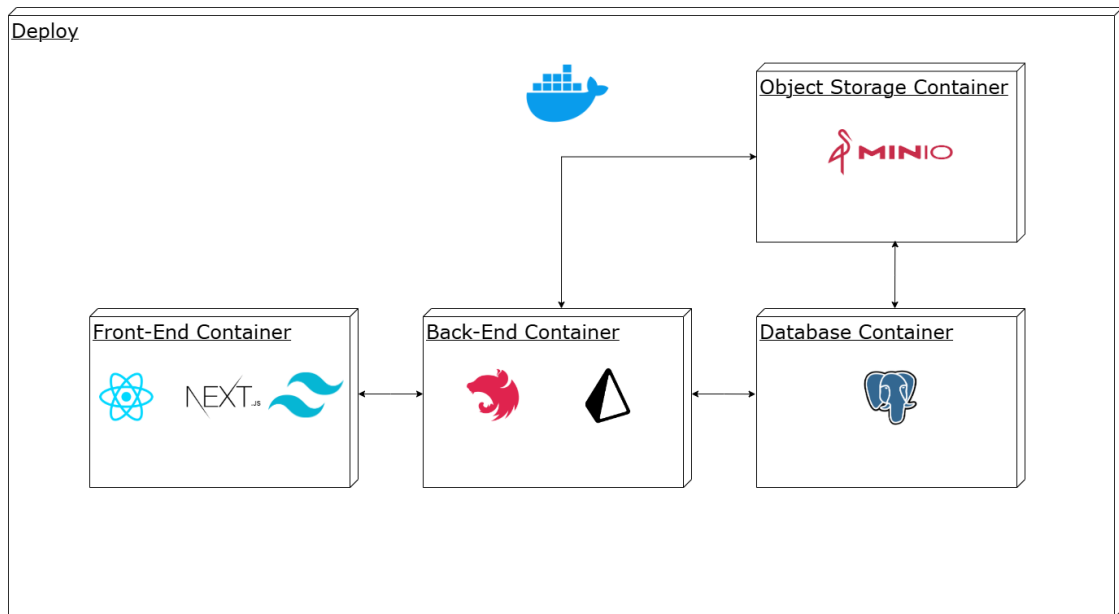 Deploy
Object Storage Container
MINIO
Front-End Container
Back-End Container
Database Container
NEXT.JS